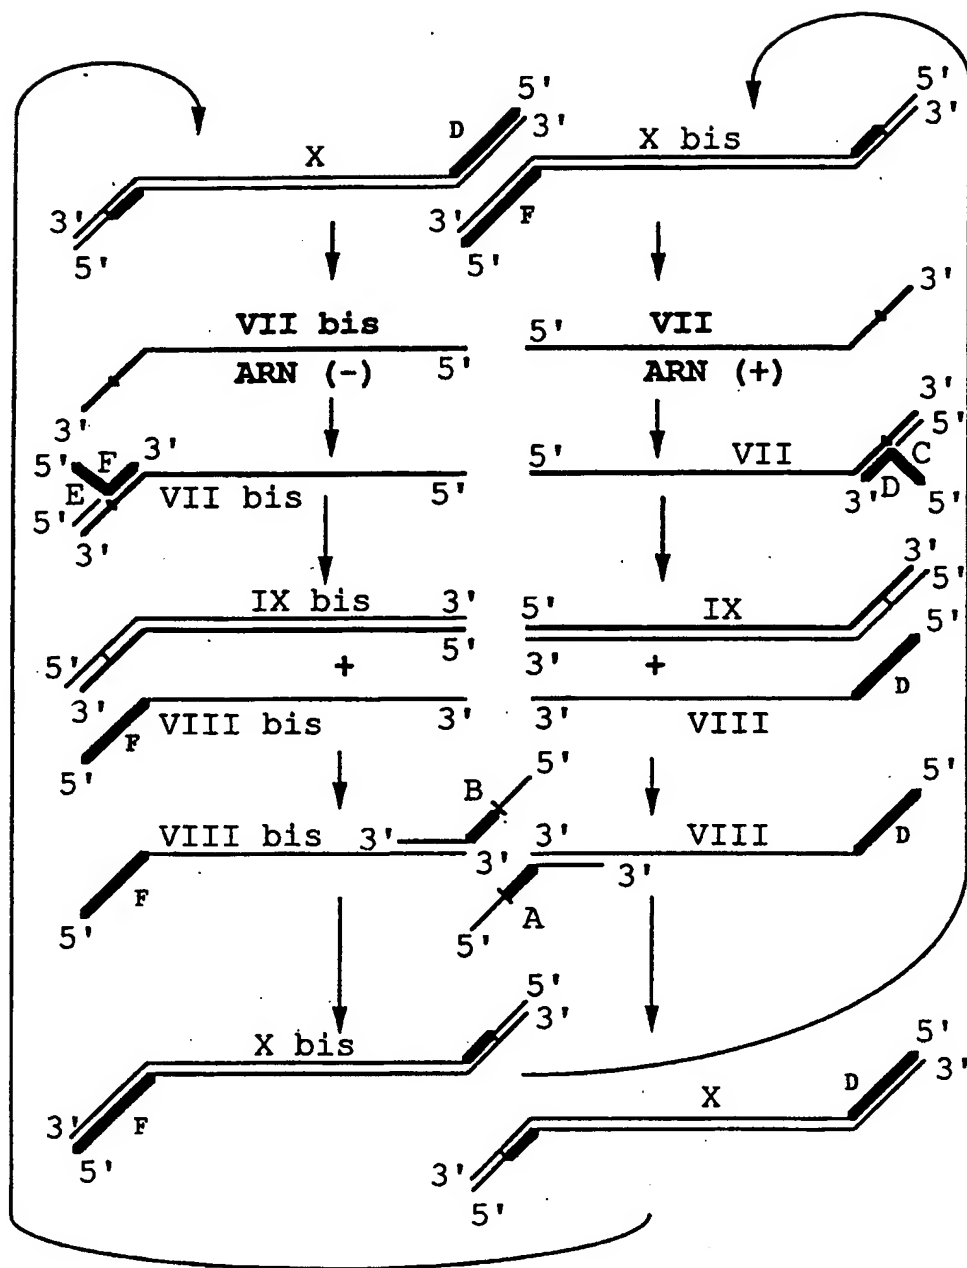 5' 5'
D 3' 3'
X X bis
3' F
5' 3'
5'
3'
VII bis 5' VII
ARN (-) 5' ARN (+)
3' 3'
5' F 3' 5' 5'
E VII bis 5' VII C
5' 3' D 5'
3'
3'
IX bis 3' 5' IX 5'
5' 5' 3' 5'
3' + + D
VIII bis 3' 3' VIII
F
5' 5'
B 5'
VIII bis 3' 3' VIII
3' 3' D
F A
5' 5'
5'
X bis 3' 5'
D 3'
3' F X
5' 3'
5'